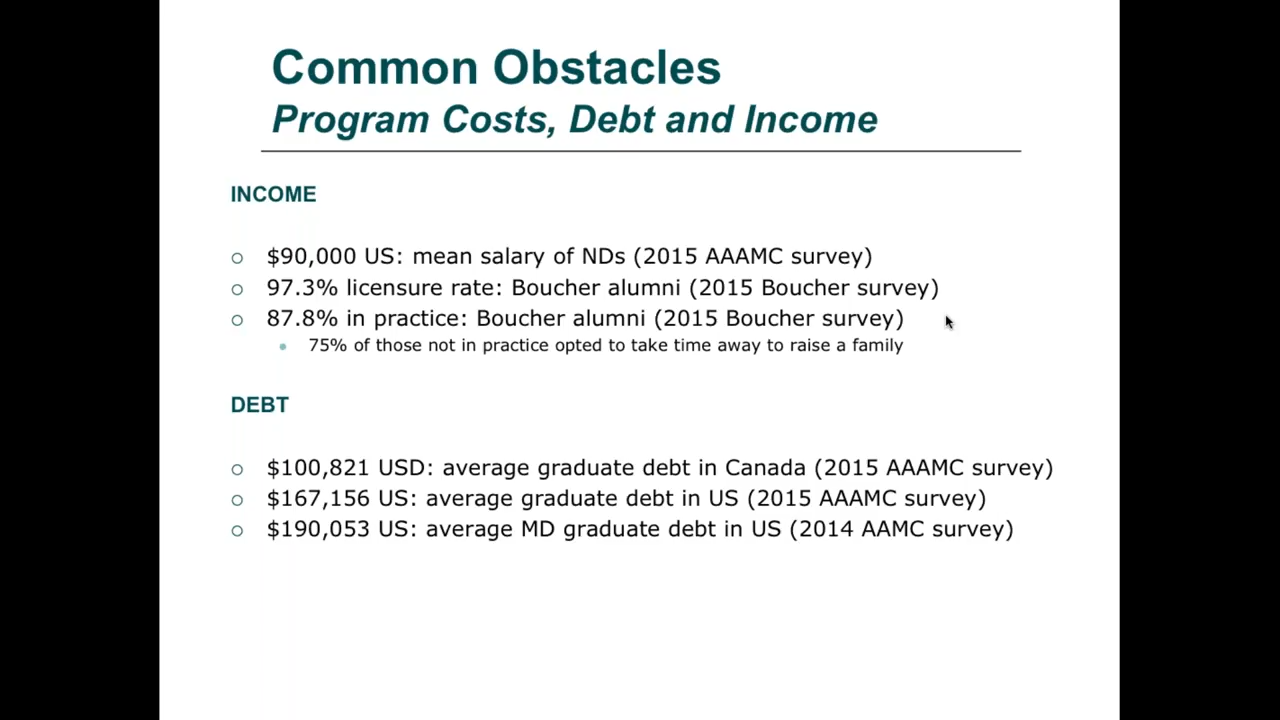 Common Obstacles
Program Costs, Debt and Income
INCOME
$90,000 US: mean salary of NDs (2015 AAAMC survey)
97.3% licensure rate: Boucher alumni (2015 Boucher survey)
87.8% in practice: Boucher alumni (2015 Boucher survey)
75% of those not in practice opted to take time away to raise a family
DEBT
$100,821 USD: average graduate debt in Canada (2015 AAAMC survey)
$167,156 US: average graduate debt in US (2015 AAAMC survey)
$190,053 US: average MD graduate debt in US (2014 AAMC survey)